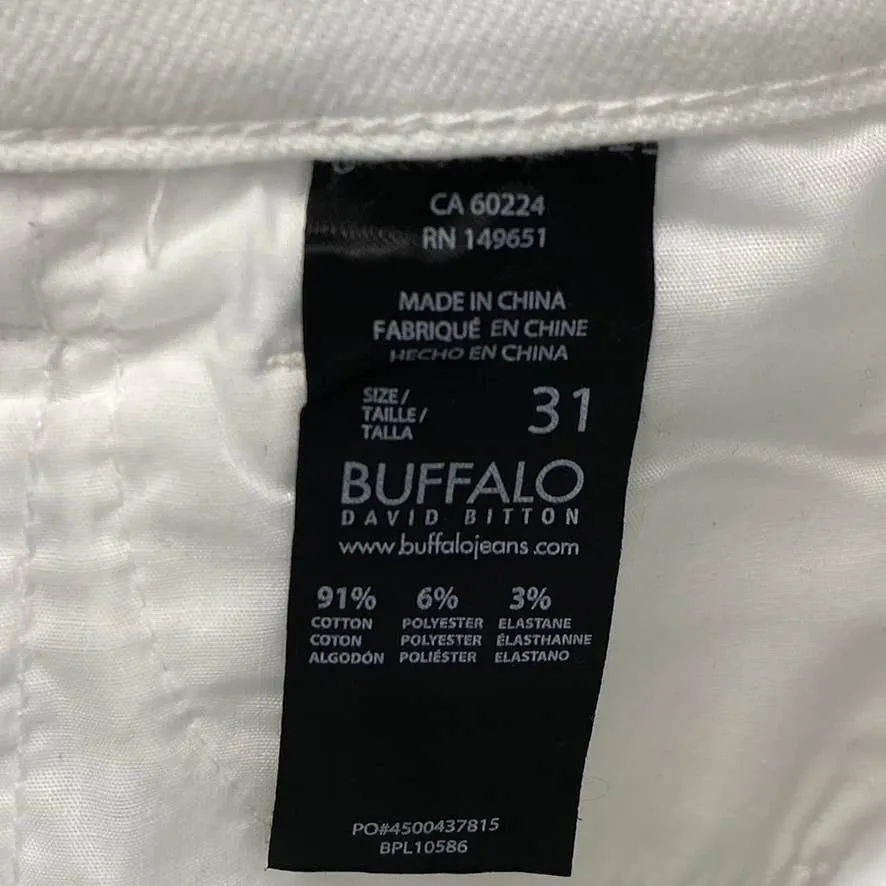 CA 60224
RN 149651
MADE IN CHINA
FABRIQUÉ EN CHINE
HECHO EN CHINA
SIZE /
TAILLE /
TALLA
31
BUFFALO
DAVID BITTON
www.buffalojeans.com
91% 6% 3%
COTTON POLYESTER ELASTANE
COTON POLYESTER ÉLASTHANNE
ALGODÓN POLIÉSTER ELASTANO
PO#4500437815
BPL10586